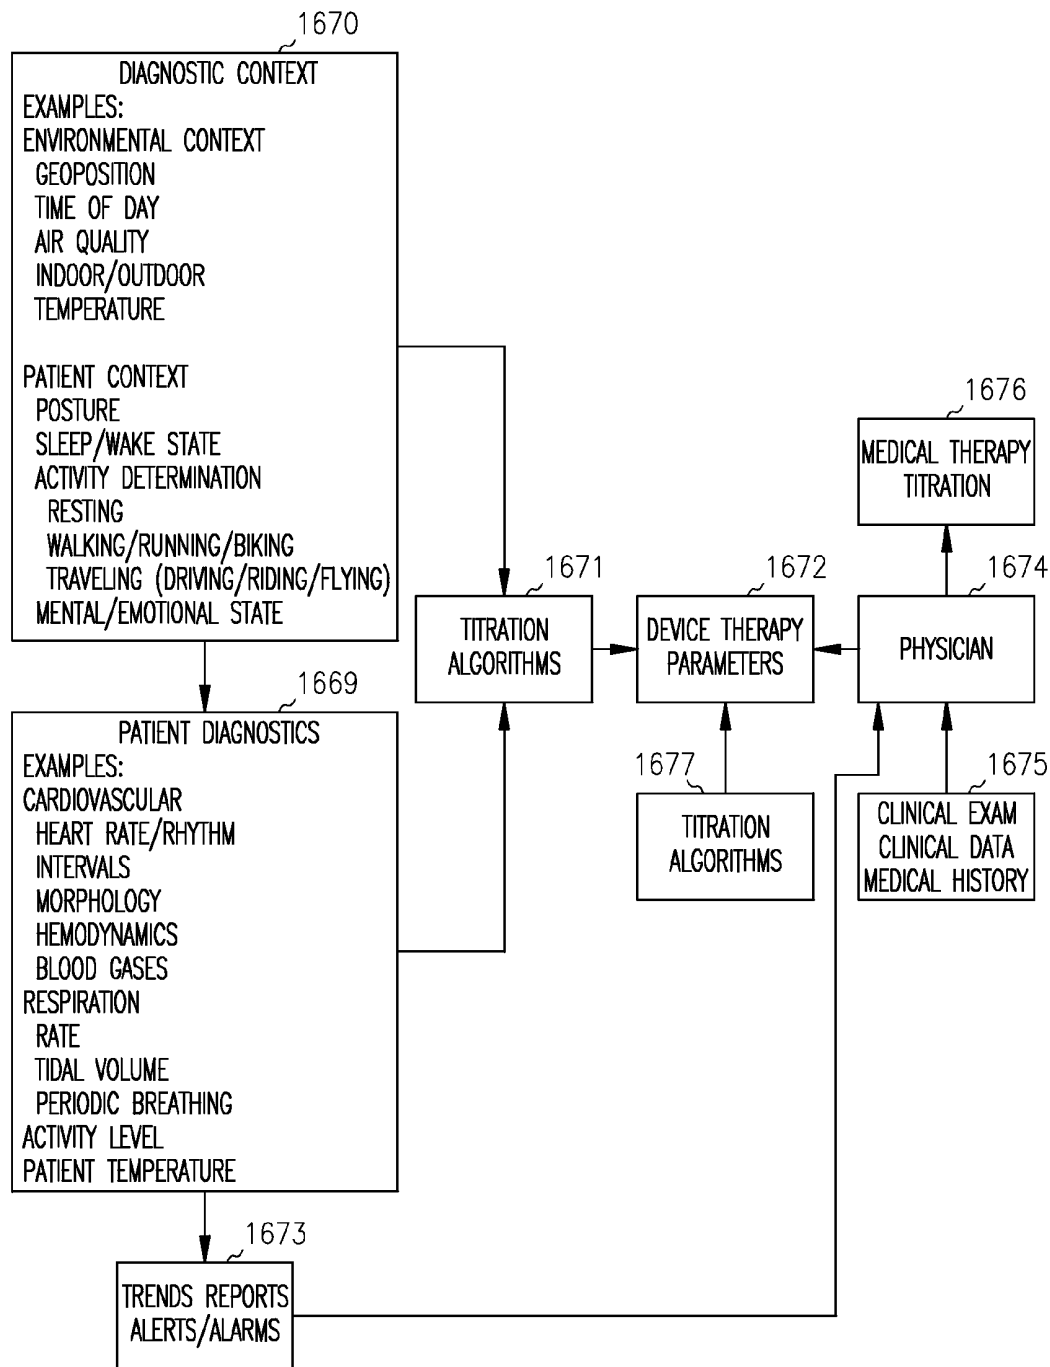 1670
DIAGNOSTIC CONTEXT
EXAMPLES:
ENVIRONMENTAL CONTEXT
GEOPOSITION
TIME OF DAY
AIR QUALITY
INDOOR/OUTDOOR
TEMPERATURE
PATIENT CONTEXT
POSTURE
SLEEP/WAKE STATE
ACTIVITY DETERMINATION
RESTING
WALKING/RUNNING/BIKING
TRAVELING (DRIVING/RIDING/FLYING)
MENTAL/EMOTIONAL STATE
1669
PATIENT DIAGNOSTICS
EXAMPLES:
CARDIOVASCULAR
HEART RATE/RHYTHM
INTERVALS
MORPHOLOGY
HEMODYNAMICS
BLOOD GASES
RESPIRATION
RATE
TIDAL VOLUME
PERIODIC BREATHING
ACTIVITY LEVEL
PATIENT TEMPERATURE
1673
TRENDS REPORTS
ALERTS/ALARMS
1671
TITRATION
ALGORITHMS
1672
DEVICE THERAPY
PARAMETERS
1677
TITRATION
ALGORITHMS
1676
MEDICAL THERAPY
TITRATION
1674
PHYSICIAN
1675
CLINICAL EXAM
CLINICAL DATA
MEDICAL HISTORY